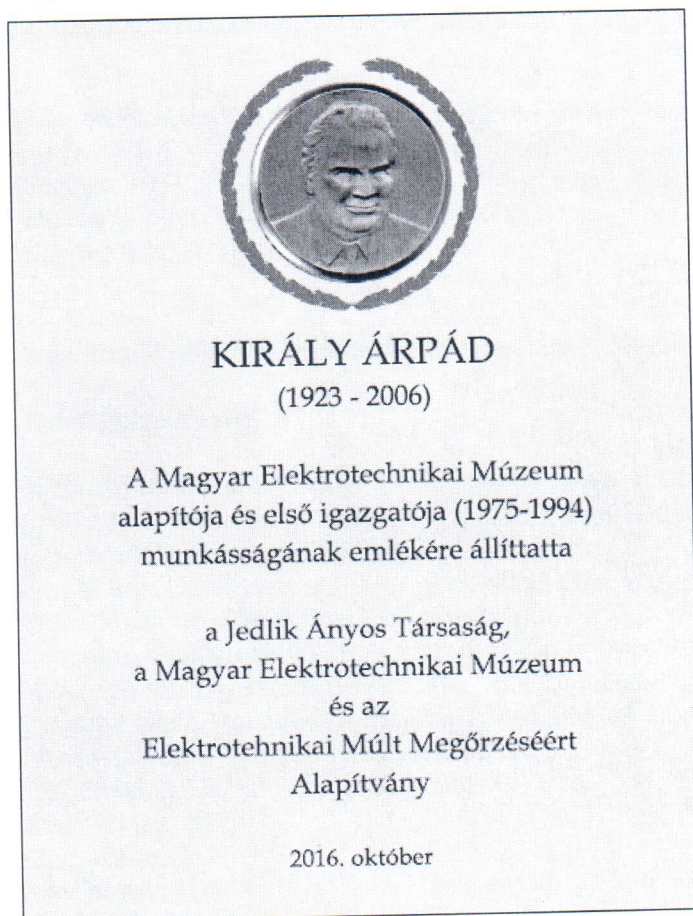 KIRÁLY ÁRPÁD
(1923 - 2006)
A Magyar Elektrotechnikai Múzeum
alapítója és első igazgatója (1975-1994)
munkásságának emlékére állíttatta
a Jedlik Ányos Társaság,
a Magyar Elektrotechnikai Múzeum
és az
Elektrotehnikai Múlt Megőrzéséért
Alapítvány
2016. október